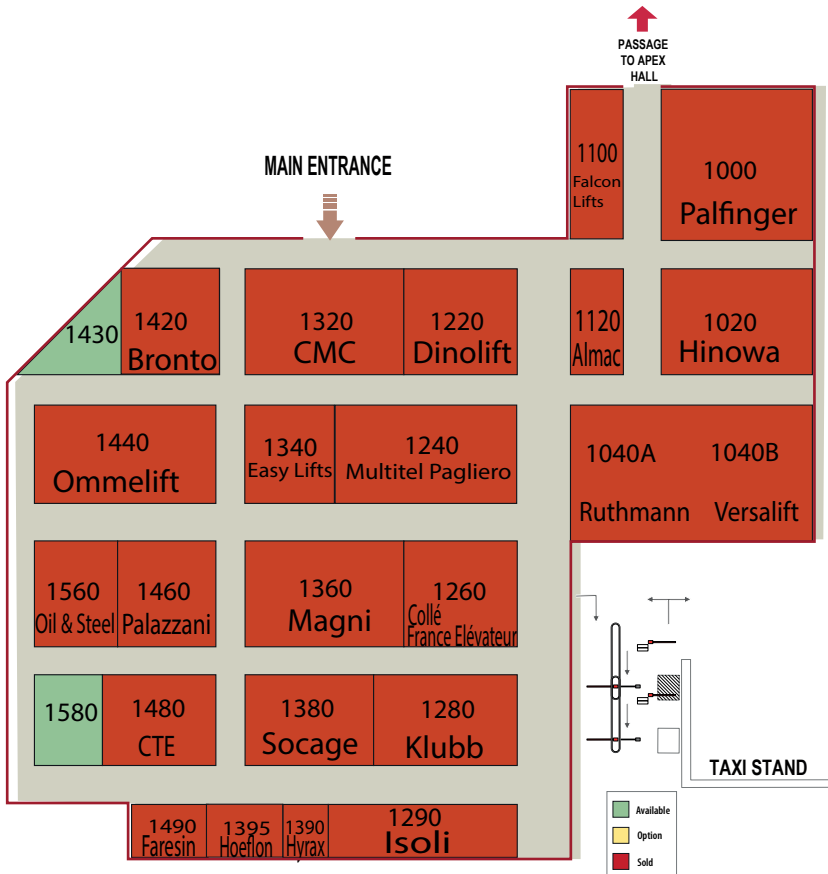 PASSAGE
TO APEX
HALL
MAIN ENTRANCE
1100
Falcon
Lifts
1000
Palfinger
1430
1420
Bronto
1320
CMC
1220
Dinolift
1120
Almac
1020
Hinowa
1440
Ommelift
1340
Easy Lifts
1240
Multitel Pagliero
1040A
Ruthmann
1040B
Versalift
1560
Oil & Steel
1460
Palazzani
1360
Magni
1260
Collé
France Elévateur
1580
1480
CTE
1380
Socage
1280
Klubb
TAXI STAND
1490
Faresin
1395
Hoeflon
1390
Hyrax
1290
Isoli
Available
Option
Sold